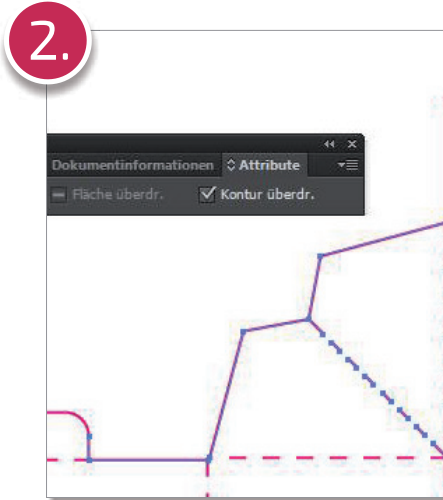 2.
Dokumentinformationen Attribute
Fläche überdr. Kontur überdr.